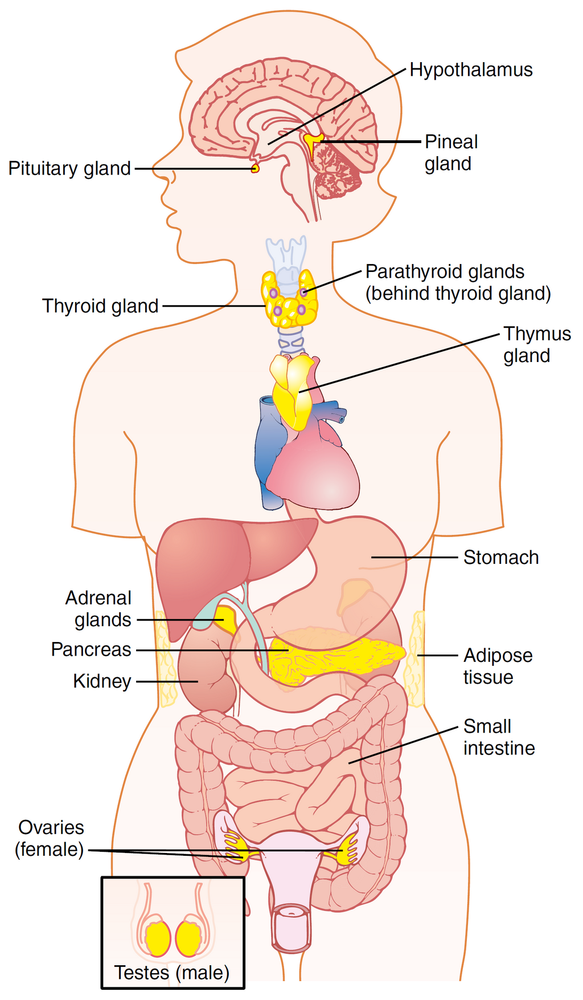 Hypothalamus
Pineal
gland
Pituitary gland
Parathyroid glands
(behind thyroid gland)
Thyroid gland
Thymus
gland
Stomach
Adrenal
glands
Pancreas
Adipose
tissue
Kidney
Small
intestine
Ovaries
(female)
Testes (male)